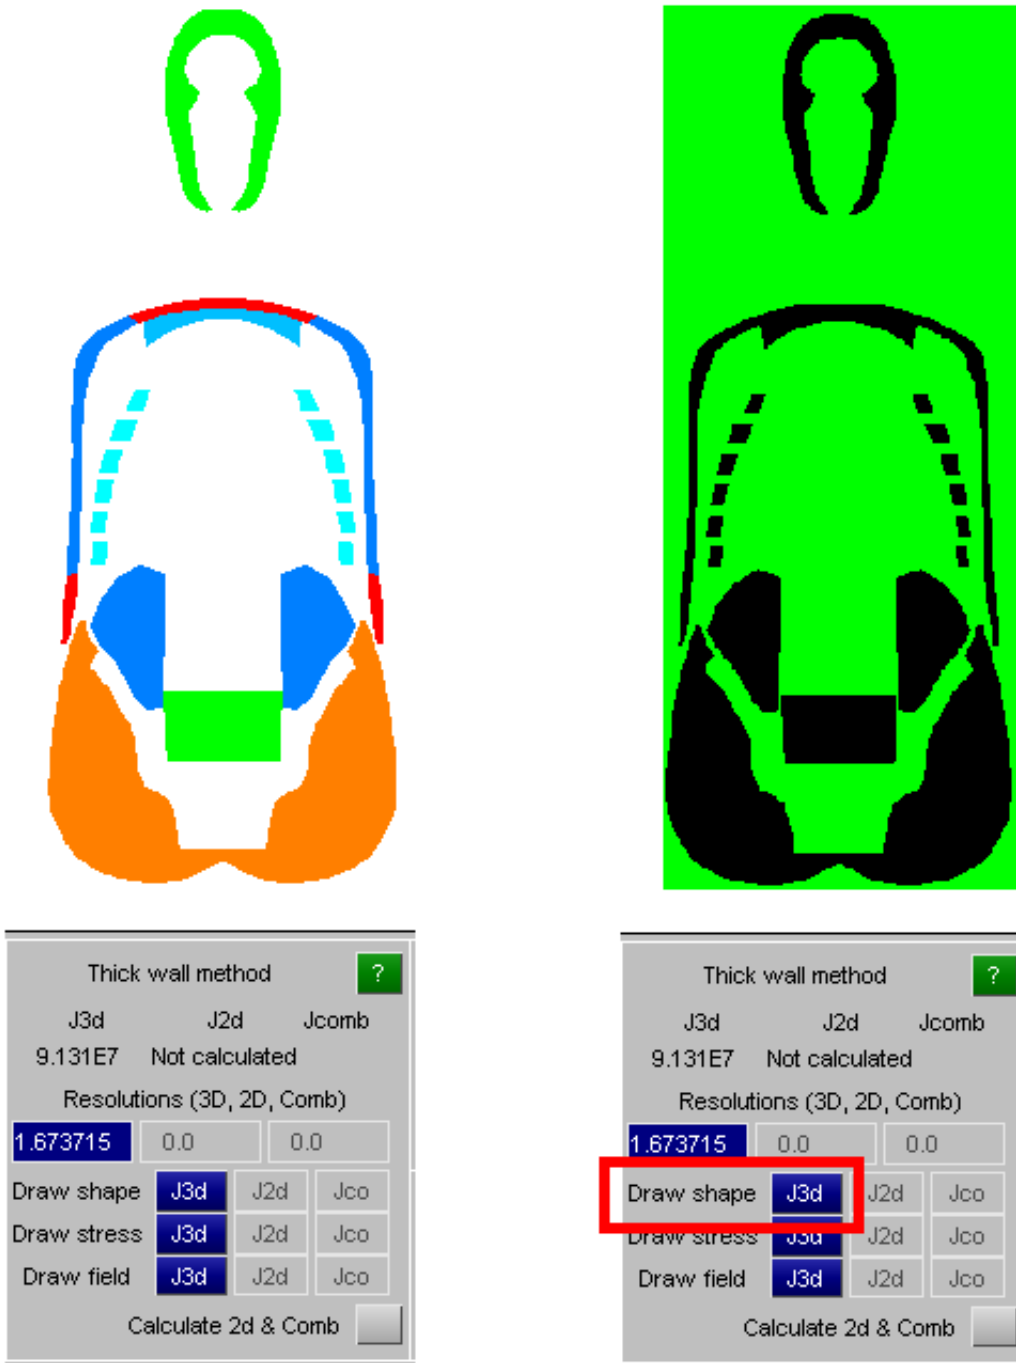 Thick wall method ?
J3d J2d Jcomb
9.131E7 Not calculated
Resolutions (3D, 2D, Comb)
1.673715 0.0 0.0
Draw shape J3d J2d Jco
Draw stress J3d J2d Jco
Draw field J3d J2d Jco
Calculate 2d & Comb
Thick wall method ?
J3d J2d Jcomb
9.131E7 Not calculated
Resolutions (3D, 2D, Comb)
1.673715 0.0 0.0
Draw shape J3d J2d Jco
Draw stress J3d J2d Jco
Draw field J3d J2d Jco
Calculate 2d & Comb